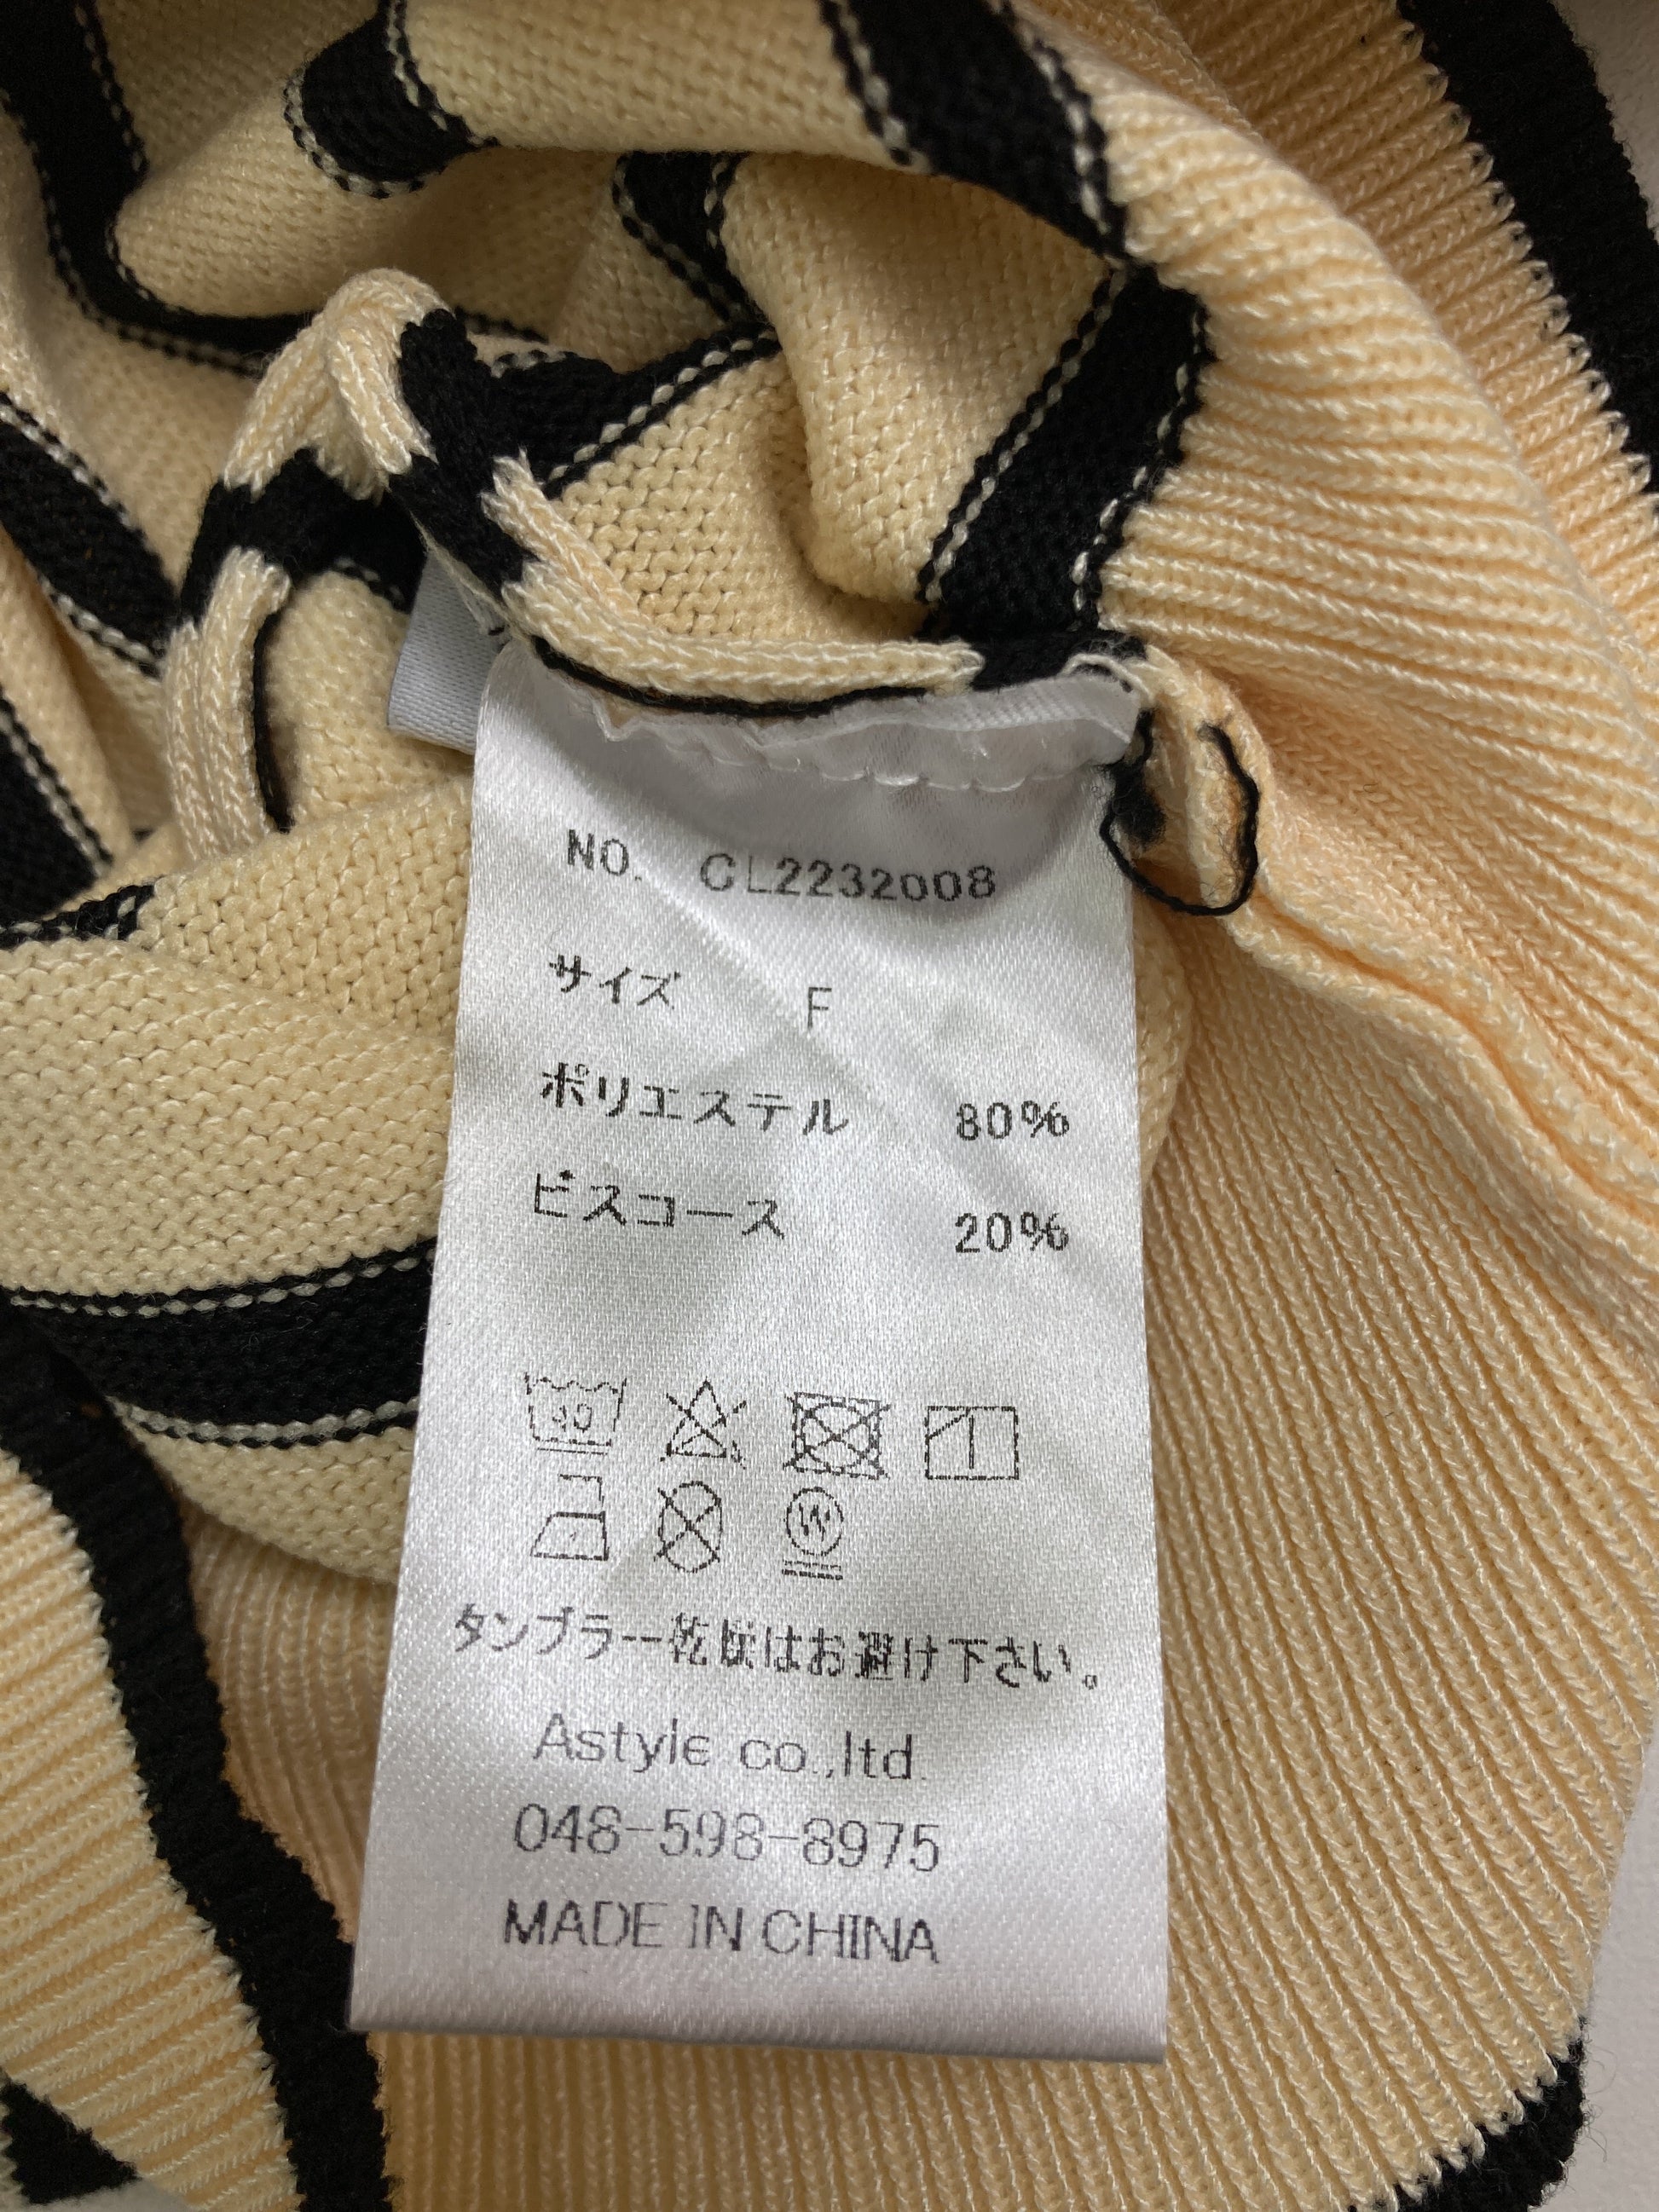 NO. CL2232008
サイズ F
ポリエステル 80%
ビスコース 20%
40
W
タンブラー乾燥はお避け下さい。
Astyle co.,ltd.
048-598-8975
MADE IN CHINA